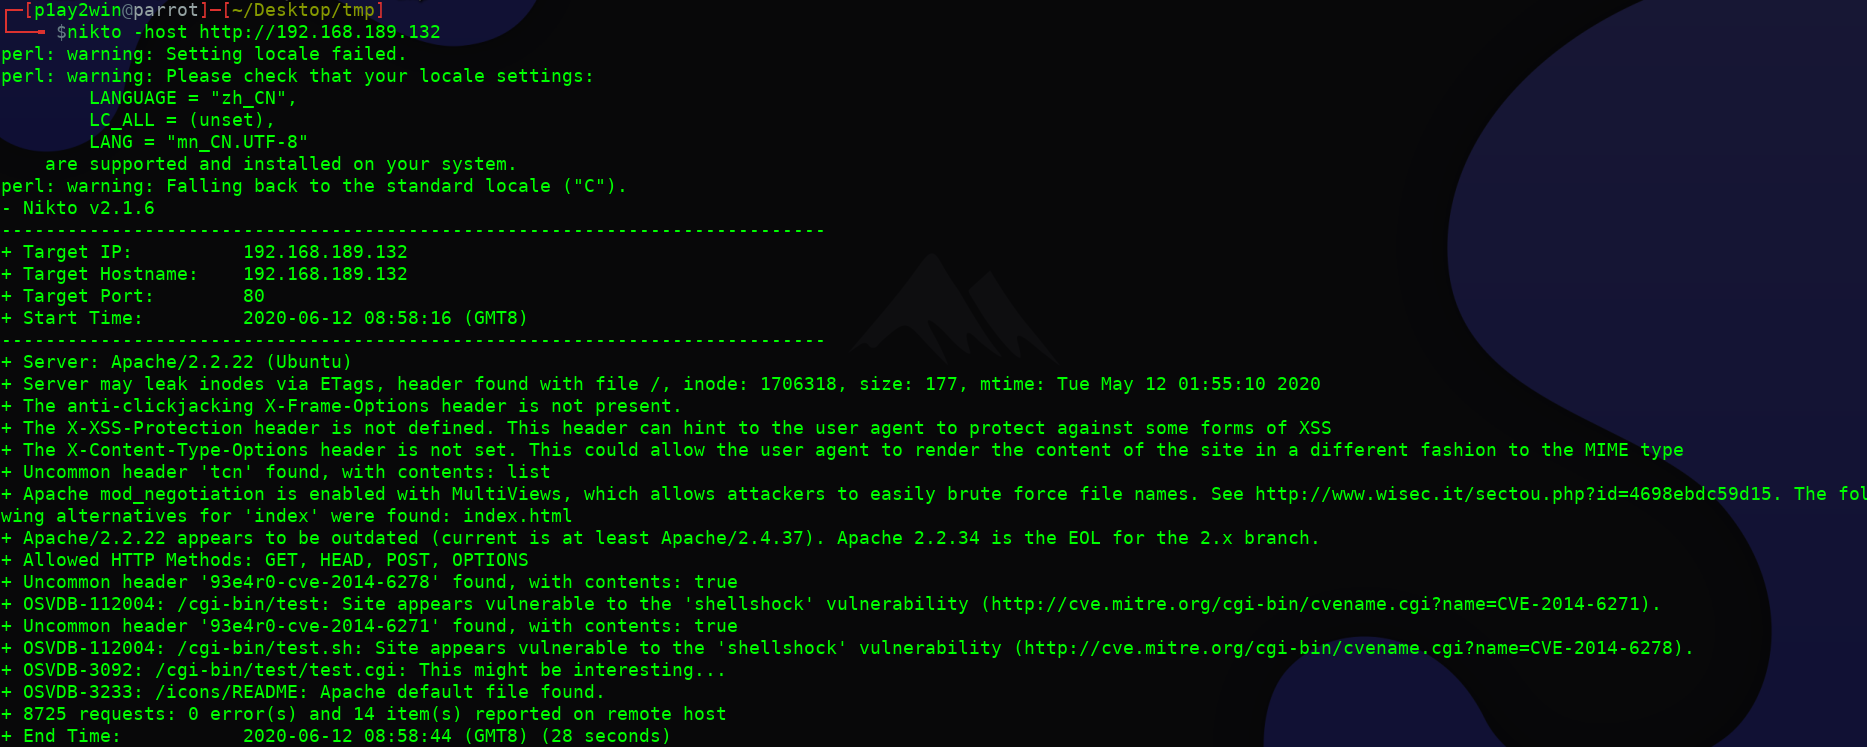 ┌─[p1ay2win@parrot]─[~/Desktop/tmp]
└──╼ $nikto -host http://192.168.189.132
perl: warning: Setting locale failed.
perl: warning: Please check that your locale settings:
        LANGUAGE = "zh_CN",
        LC_ALL = (unset),
        LANG = "mn_CN.UTF-8"
    are supported and installed on your system.
perl: warning: Falling back to the standard locale ("C").
- Nikto v2.1.6
---------------------------------------------------------------------------
+ Target IP:          192.168.189.132
+ Target Hostname:    192.168.189.132
+ Target Port:        80
+ Start Time:         2020-06-12 08:58:16 (GMT8)
---------------------------------------------------------------------------
+ Server: Apache/2.2.22 (Ubuntu)
+ Server may leak inodes via ETags, header found with file /, inode: 1706318, size: 177, mtime: Tue May 12 01:55:10 2020
+ The anti-clickjacking X-Frame-Options header is not present.
+ The X-XSS-Protection header is not defined. This header can hint to the user agent to protect against some forms of XSS
+ The X-Content-Type-Options header is not set. This could allow the user agent to render the content of the site in a different fashion to the MIME type
+ Uncommon header 'tcn' found, with contents: list
+ Apache mod_negotiation is enabled with MultiViews, which allows attackers to easily brute force file names. See http://www.wisec.it/sectou.php?id=4698ebdc59d15. The fol
wing alternatives for 'index' were found: index.html
+ Apache/2.2.22 appears to be outdated (current is at least Apache/2.4.37). Apache 2.2.34 is the EOL for the 2.x branch.
+ Allowed HTTP Methods: GET, HEAD, POST, OPTIONS
+ Uncommon header '93e4r0-cve-2014-6278' found, with contents: true
+ OSVDB-112004: /cgi-bin/test: Site appears vulnerable to the 'shellshock' vulnerability (http://cve.mitre.org/cgi-bin/cvename.cgi?name=CVE-2014-6271).
+ Uncommon header '93e4r0-cve-2014-6271' found, with contents: true
+ OSVDB-112004: /cgi-bin/test.sh: Site appears vulnerable to the 'shellshock' vulnerability (http://cve.mitre.org/cgi-bin/cvename.cgi?name=CVE-2014-6278).
+ OSVDB-3092: /cgi-bin/test/test.cgi: This might be interesting...
+ OSVDB-3233: /icons/README: Apache default file found.
+ 8725 requests: 0 error(s) and 14 item(s) reported on remote host
+ End Time:           2020-06-12 08:58:44 (GMT8) (28 seconds)